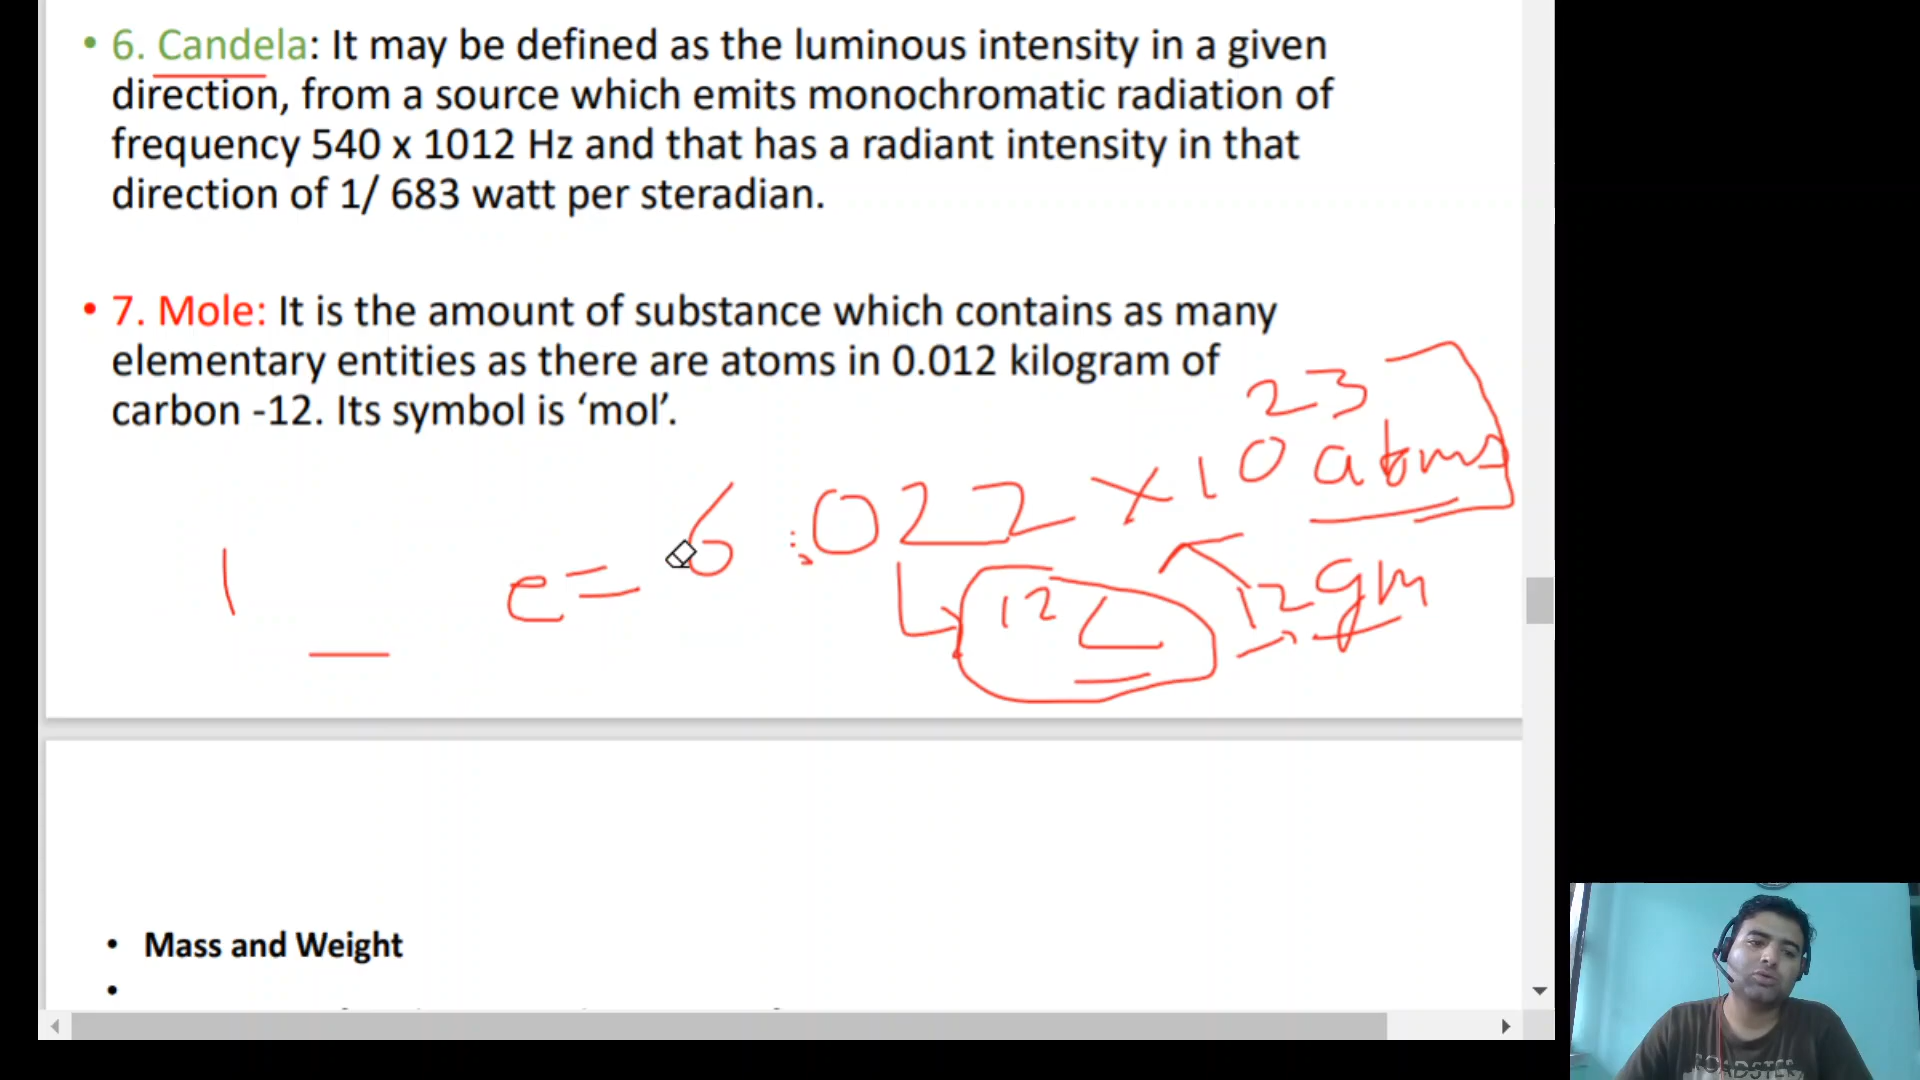 • 6. Candela: It may be defined as the luminous intensity in a given
direction, from a source which emits monochromatic radiation of
frequency 540 x 1012 Hz and that has a radiant intensity in that
direction of 1/ 683 watt per steradian.
• 7. Mole: It is the amount of substance which contains as many
elementary entities as there are atoms in 0.012 kilogram of
carbon -12. Its symbol is ‘mol’.
23
6.022 × 10 atoms
1 e =
12 C 12 gm
• Mass and Weight
•